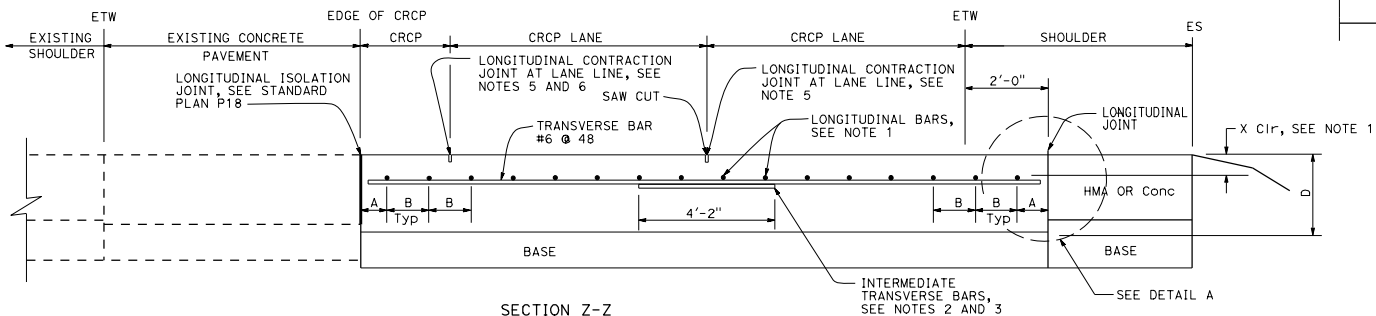 ETW
EDGE OF CRCP
ETW
ES
EXISTING
SHOULDER
EXISTING CONCRETE
PAVEMENT
CRCP
CRCP LANE
CRCP LANE
SHOULDER
LONGITUDINAL ISOLATION
JOINT, SEE STANDARD
PLAN P18
LONGITUDINAL CONTRACTION
JOINT AT LANE LINE, SEE
NOTES 5 AND 6
SAW CUT
LONGITUDINAL CONTRACTION
JOINT AT LANE LINE, SEE
NOTE 5
2'-0"
LONGITUDINAL
JOINT
TRANSVERSE BAR
#6 @ 48
LONGITUDINAL BARS,
SEE NOTE 1
X Clr, SEE NOTE 1
A
B
Typ
B
4'-2"
B
B
Typ
A
HMA OR Conc
D
BASE
BASE
INTERMEDIATE
TRANSVERSE BARS,
SEE NOTES 2 AND 3
SEE DETAIL A
SECTION Z-Z